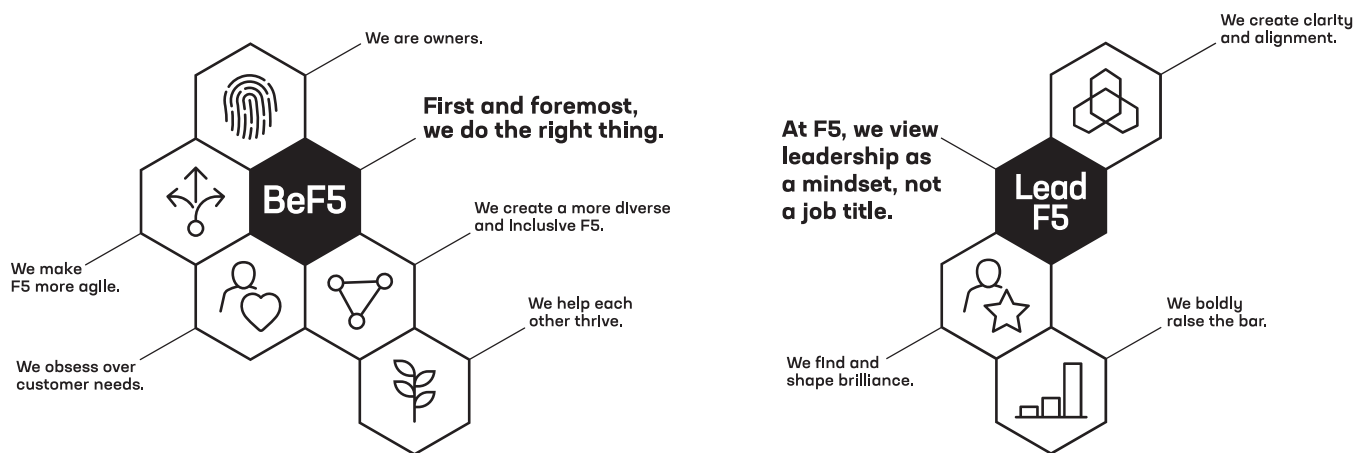 We are owners.
First and foremost,
we do the right thing.
BeF5
We create a more diverse
and inclusive F5.
We make
F5 more agile.
We help each
other thrive.
We obsess over
customer needs.
We create clarity
and alignment.
At F5, we view
leadership as
a mindset, not
a job title.
Lead
F5
We boldly
raise the bar.
We find and
shape brilliance.